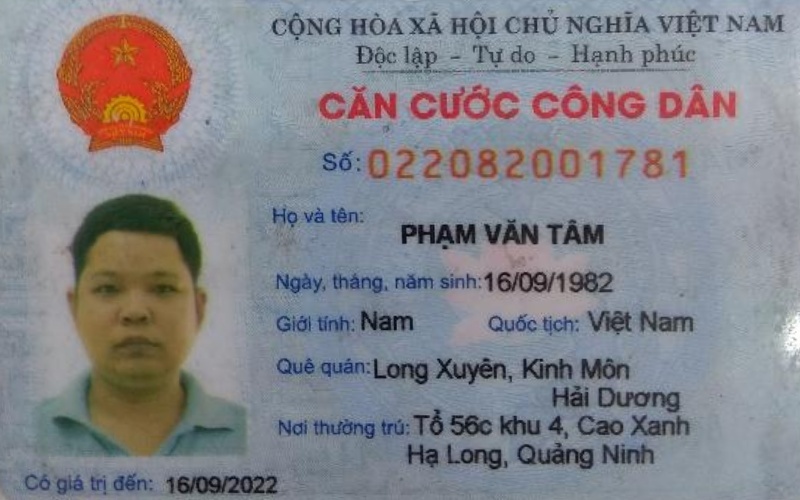 CỘNG HÒA XÃ HỘI CHỦ NGHĨA VIỆT NAM
Độc lập - Tự do - Hạnh phúc
CĂN CƯỚC CÔNG DÂN
Số: 022082001781
Họ và tên: PHẠM VĂN TÂM
Ngày, tháng, năm sinh: 16/09/1982
Giới tính: Nam Quốc tịch: Việt Nam
Quê quán: Long Xuyên, Kinh Môn
Hải Dương
Nơi thường trú: Tổ 56c khu 4, Cao Xanh
Hạ Long, Quảng Ninh
Có giá trị đến: 16/09/2022